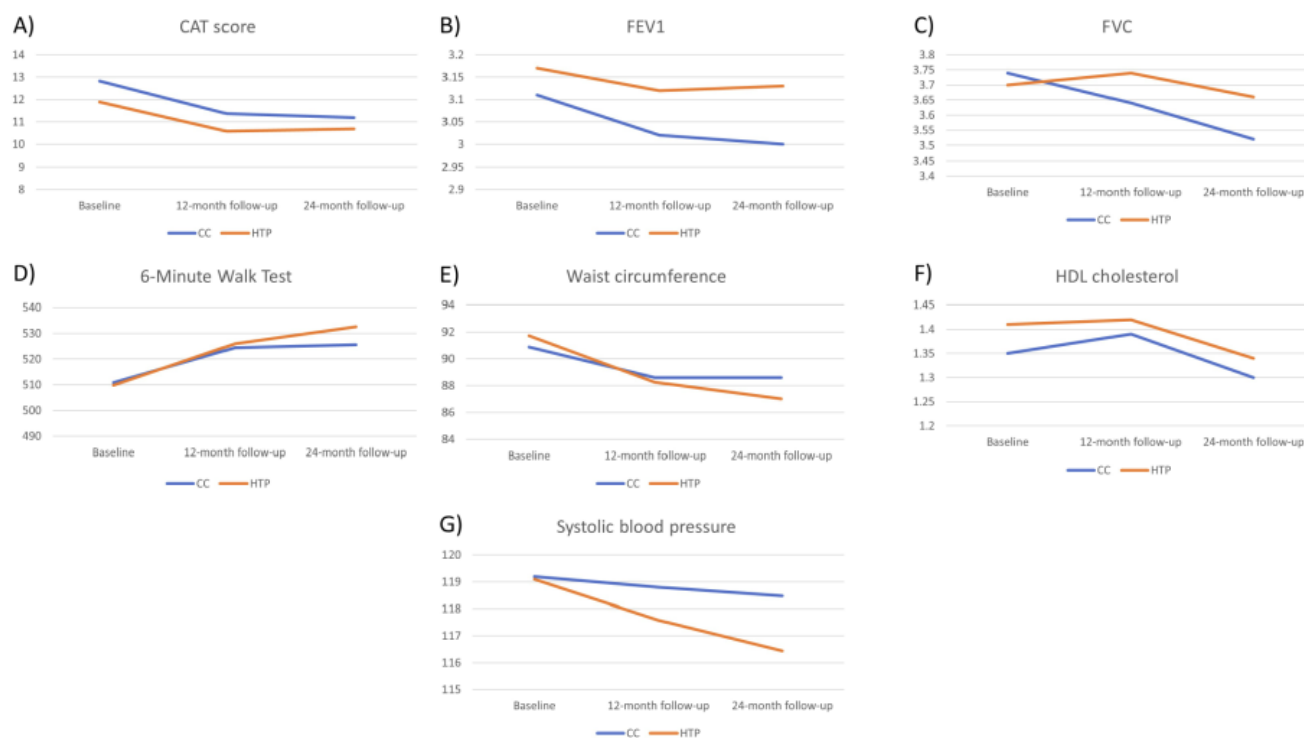 A)
CAT score
14
13
12
11
10
9
8
Baseline
12-month follow-up
24-month follow-up
CC
HTP
B)
FEV1
3.2
3.15
3.1
3.05
3
2.95
2.9
Baseline
12-month follow-up
24-month follow-up
CC
HTP
C)
FVC
3.8
3.75
3.7
3.65
3.6
3.55
3.5
3.45
3.4
Baseline
12-month follow-up
24-month follow-up
CC
HTP
D)
6-Minute Walk Test
540
530
520
510
500
490
Baseline
12-month follow-up
24-month follow-up
CC
HTP
E)
Waist circumference
94
92
90
88
86
84
Baseline
12-month follow-up
24-month follow-up
CC
HTP
F)
HDL cholesterol
1.45
1.4
1.35
1.3
1.25
1.2
Baseline
12-month follow-up
24-month follow-up
CC
HTP
G)
Systolic blood pressure
120
119
118
117
116
115
Baseline
12-month follow-up
24-month follow-up
CC
HTP